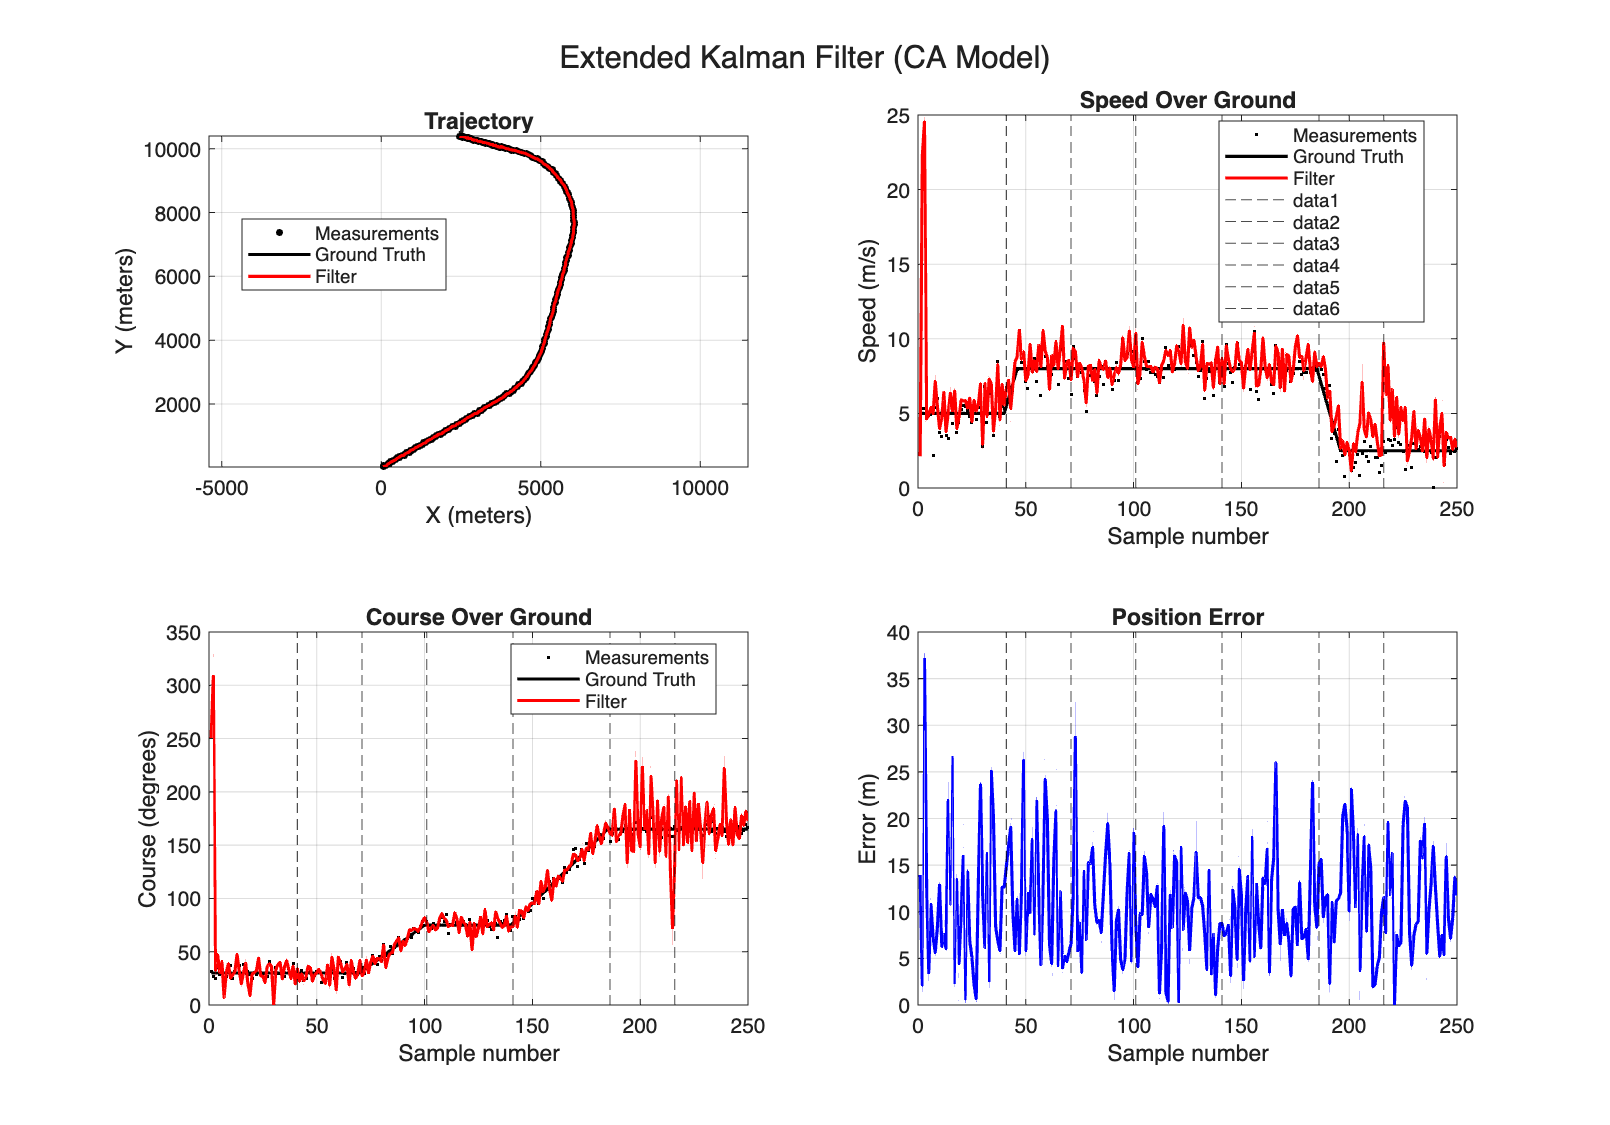 Extended Kalman Filter (CA Model)
Trajectory
10000
8000
6000
4000
2000
Y (meters)
Measurements
Ground Truth
Filter
-5000
0
5000
10000
X (meters)
Speed Over Ground
25
20
15
10
5
0
Speed (m/s)
Measurements
Ground Truth
Filter
data1
data2
data3
data4
data5
data6
0
50
100
150
200
250
Sample number
Course Over Ground
350
300
250
200
150
100
50
0
Course (degrees)
Measurements
Ground Truth
Filter
0
50
100
150
200
250
Sample number
Position Error
40
35
30
25
20
15
10
5
0
Error (m)
0
50
100
150
200
250
Sample number